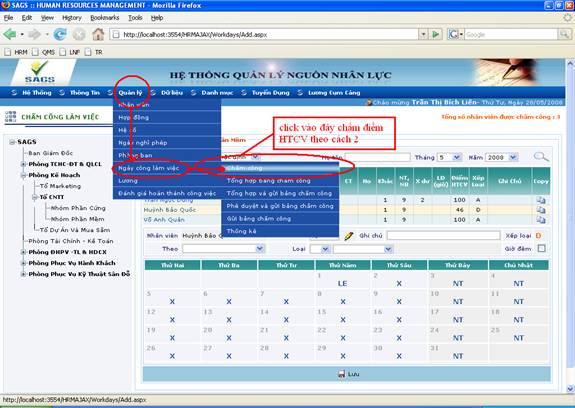 SAGS :: HUMAN RESOURCES MANAGEMENT - Mozilla Firefox
File Edit View History Bookmarks Tools Help
http://localhost:3554/HRMAJAX/Workdays/Add.aspx
Google
HRM QMS LNF TR
SAGS
HỆ THỐNG QUẢN LÝ NGUỒN NHÂN LỰC
Hệ Thống Thông Tin Quản lý Dữ liệu Danh mục Tuyển Dụng Lương Cụm Cảng
Chào mừng Trần Thị Bích Liên- Thứ Tư, Ngày 28/05/2008
CHẤM CÔNG LÀM VIỆC
Tổng số nhân viên được chấm công : 3
Nhân viên
Hợp đồng
Hệ số
Ngày nghỉ phép
Phòng ban
Ngày công làm việc
Lương
Đánh giá hoàn thành công việc
Chấm công
Tổng hợp bảng chấm công
Tổng hợp và gửi bảng chấm công
Phê duyệt và gửi bảng chấm công
Gửi bảng chấm công
Thống kê
click vào đây chấm điểm
HTCV theo cách 2
SAGS
Ban Giám Đốc
Phòng TCHC-ĐT & QLCL
Phòng Kế Hoạch
Tổ Marketing
Tổ CNTT
Nhóm Phần Cứng
Nhóm Phần Mềm
Tổ Dự Án Và Mua Sắm
Phòng Tài Chính - Kế Toán
Phòng ĐHPV -TL & HDCX
Phòng Phục Vụ Hành Khách
Phòng Phục Vụ Kỹ Thuật Sân Đỗ
Mềm
Tháng 5 Năm 2008
CT No Khác NT, NB X dư LĐ (giờ) Điểm HTCV Xếp Loại Ghi Chú Copy
1 9 2 100 A
Huỳnh Bảo Quốc 1 9 46 D
Võ Anh Quân 1 9 100 A
Nhân viên Huỳnh Bảo Ghi chú Xếp loại D
Theo Loại Giờ đêm
Thứ Hai Thứ Ba Thứ Tư Thứ Năm Thứ Sáu Thứ Bảy Chủ Nhật
1 LE 2 X 3 NT 4 NT
5 X 6 X 7 X 8 X 9 X 10 NT 11 NT
12 X 13 X 14 X 15 X 16 X 17 NT 18 NT
19 X 20 X 21 X 22 X 23 X 24 NT 25 NT
26 X 27 X 28 X 29 X 30 X 31 NT
Lưu
http://localhost:3554/HRMAJAX/Workdays/Add.aspx